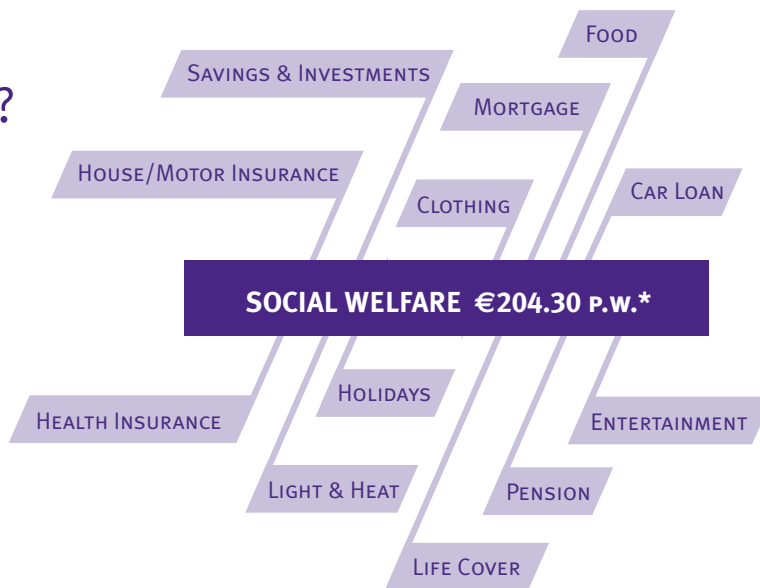 Food
Savings & Investments
?
Mortgage
House/Motor Insurance
Car Loan
Clothing
SOCIAL WELFARE €204.30 P.W.*
Holidays
Health Insurance
Entertainment
Light & Heat
Pension
Life Cover